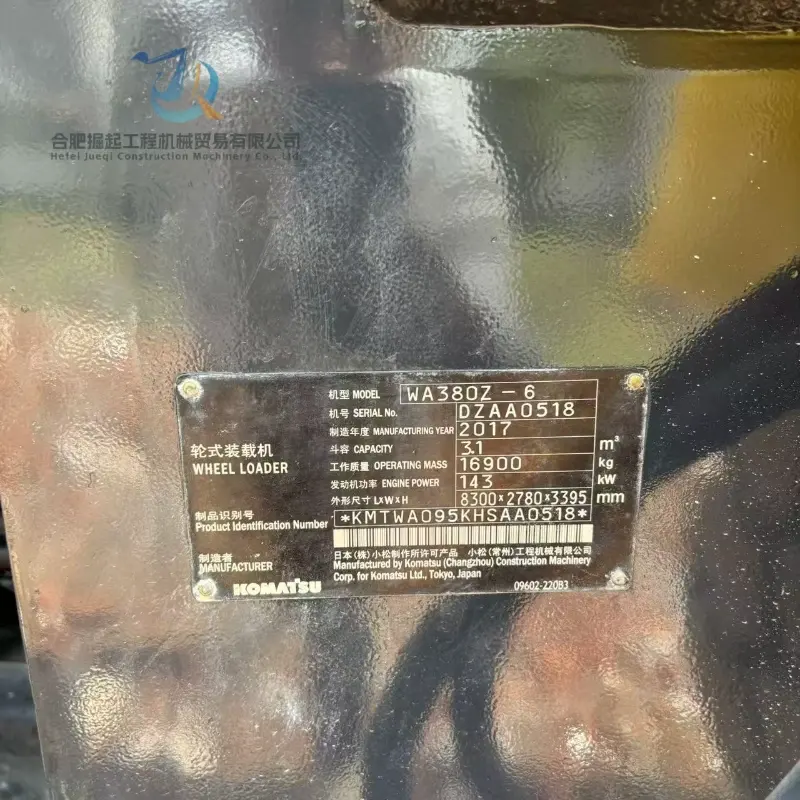 合肥掘起工程机械贸易有限公司
Hefei Jueqi Construction Machinery Co., Ltd.
轮式装载机
WHEEL LOADER
机型 MODEL WA380Z-6
机号 SERIAL No. DZAA0518
制造年度 MANUFACTURING YEAR 2017
斗容 CAPACITY 3.1 m³
工作质量 OPERATING MASS 16900 kg
发动机功率 ENGINE POWER 143 kW
外形尺寸 L×W×H 8300×2780×3395 mm
产品识别号
Product Identification Number *KMTWA095KHSAA0518*
制造者
MANUFACTURER
日本(株)小松制作所许可产品 小松(常州)工程机械有限公司
Manufactured by Komatsu (Changzhou) Construction Machinery
Corp. for Komatsu Ltd., Tokyo, Japan
KOMATSU
09602-220B3